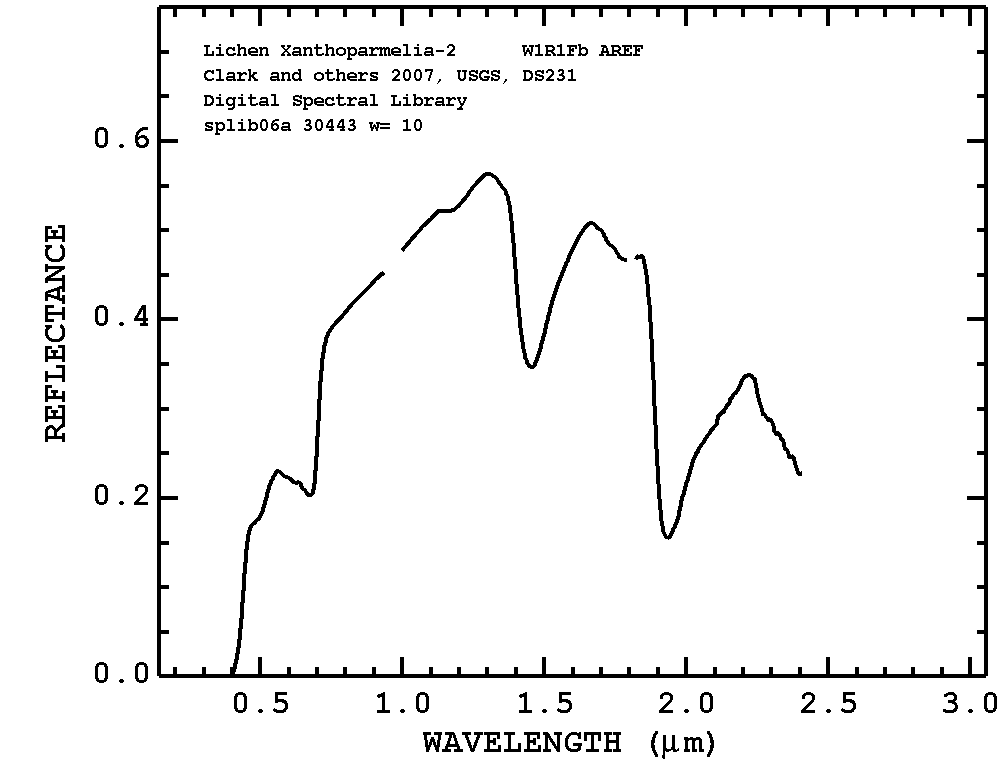 Lichen Xanthoparmelia-2 W1R1Fb AREF
Clark and others 2007, USGS, DS231
Digital Spectral Library
splib06a 30443 w= 10
0.6
0.4
0.2
0.0
REFLECTANCE
0.5 1.0 1.5 2.0 2.5 3.0
WAVELENGTH (μm)